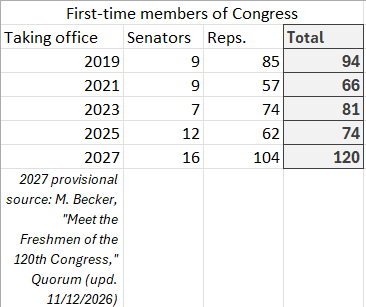 First-time members of Congress
Taking office Senators Reps. Total
2019 9 85 94
2021 9 57 66
2023 7 74 81
2025 12 62 74
2027 16 104 120
2027 provisional
source: M. Becker,
"Meet the
Freshmen of the
120th Congress,"
Quorum (upd.
11/12/2026)